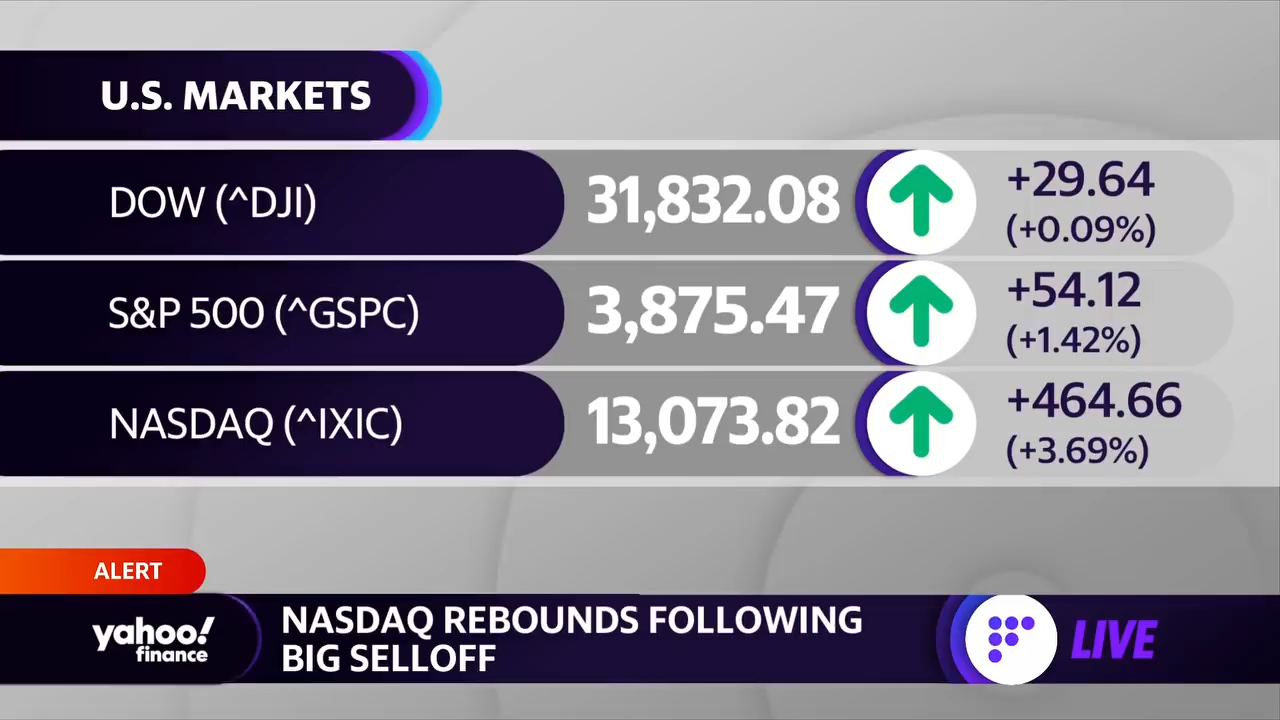 U.S. MARKETS
DOW (^DJI) 31,832.08 +29.64
(+0.09%)
S&P 500 (^GSPC) 3,875.47 +54.12
(+1.42%)
NASDAQ (^IXIC) 13,073.82 +464.66
(+3.69%)
ALERT
yahoo!
finance
NASDAQ REBOUNDS FOLLOWING
BIG SELLOFF
LIVE